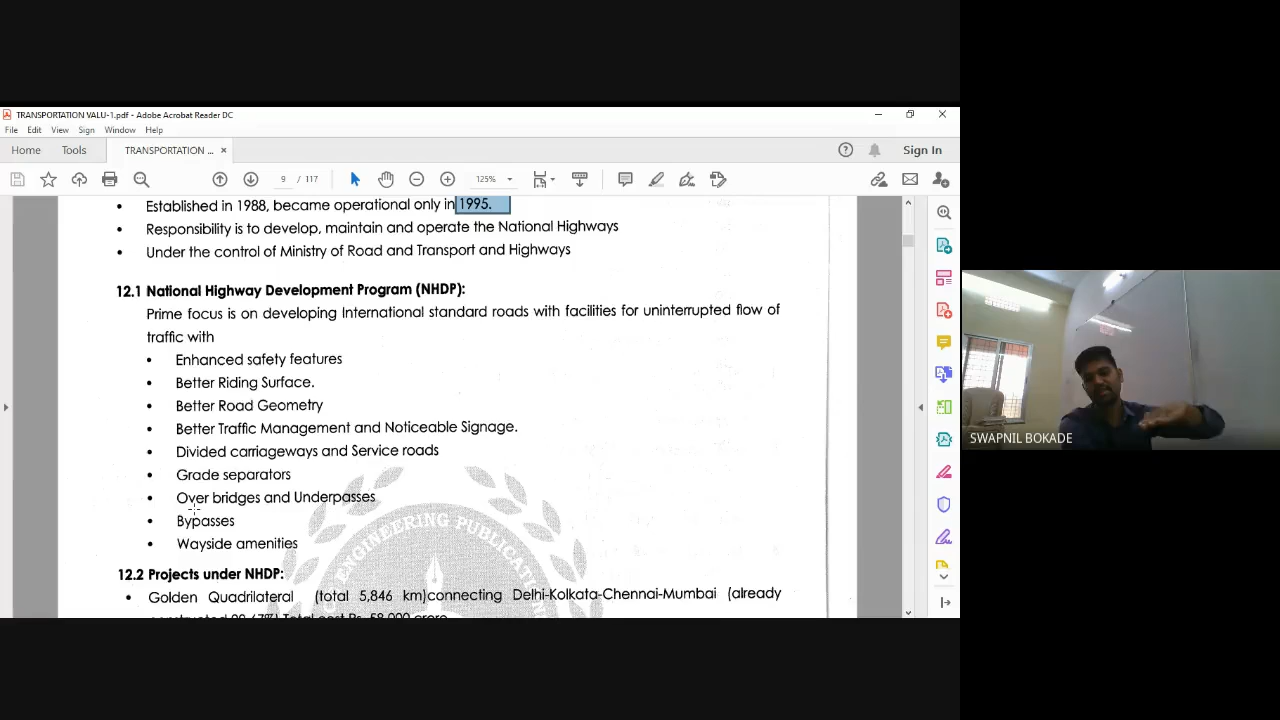 TRANSPORTATION VALU-1.pdf - Adobe Acrobat Reader DC
File Edit View Sign Window Help
Home Tools TRANSPORTATION ... × Sign In
9 / 117 125%
• Established in 1988, became operational only in 1995.
• Responsibility is to develop, maintain and operate the National Highways
• Under the control of Ministry of Road and Transport and Highways
12.1 National Highway Development Program (NHDP):
Prime focus is on developing International standard roads with facilities for uninterrupted flow of
traffic with
• Enhanced safety features
• Better Riding Surface.
• Better Road Geometry
• Better Traffic Management and Noticeable Signage.
• Divided carriageways and Service roads
• Grade separators
• Over bridges and Underpasses
• Bypasses
• Wayside amenities
ENGINEERING PUBLICATION
12.2 Projects under NHDP:
• Golden Quadrilateral (total 5,846 km)connecting Delhi-Kolkata-Chennai-Mumbai (already
SWAPNIL BOKADE